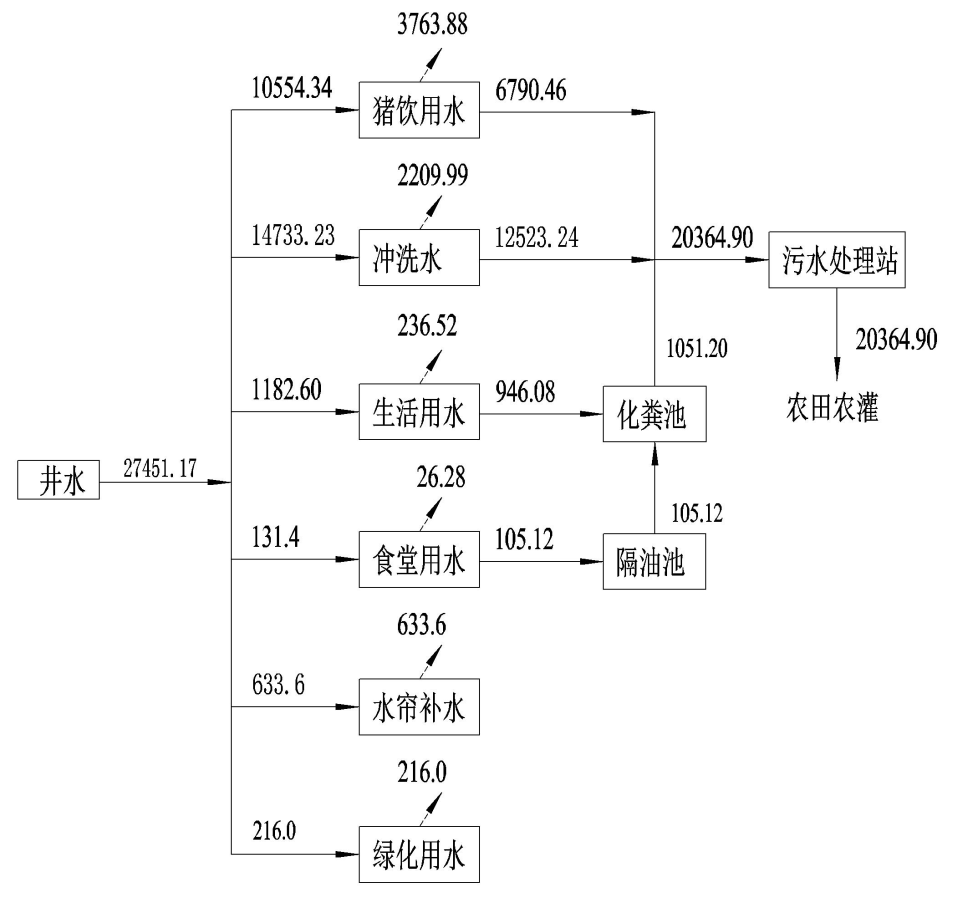 3763.88
10554.34
猪饮用水
6790.46
2209.99
14733.23
冲洗水
12523.24
20364.90
污水处理站
236.52
1051.20
20364.90
1182.60
生活用水
946.08
化粪池
农田农灌
井水
27451.17
26.28
105.12
131.4
食堂用水
105.12
隔油池
633.6
633.6
水帘补水
216.0
216.0
绿化用水